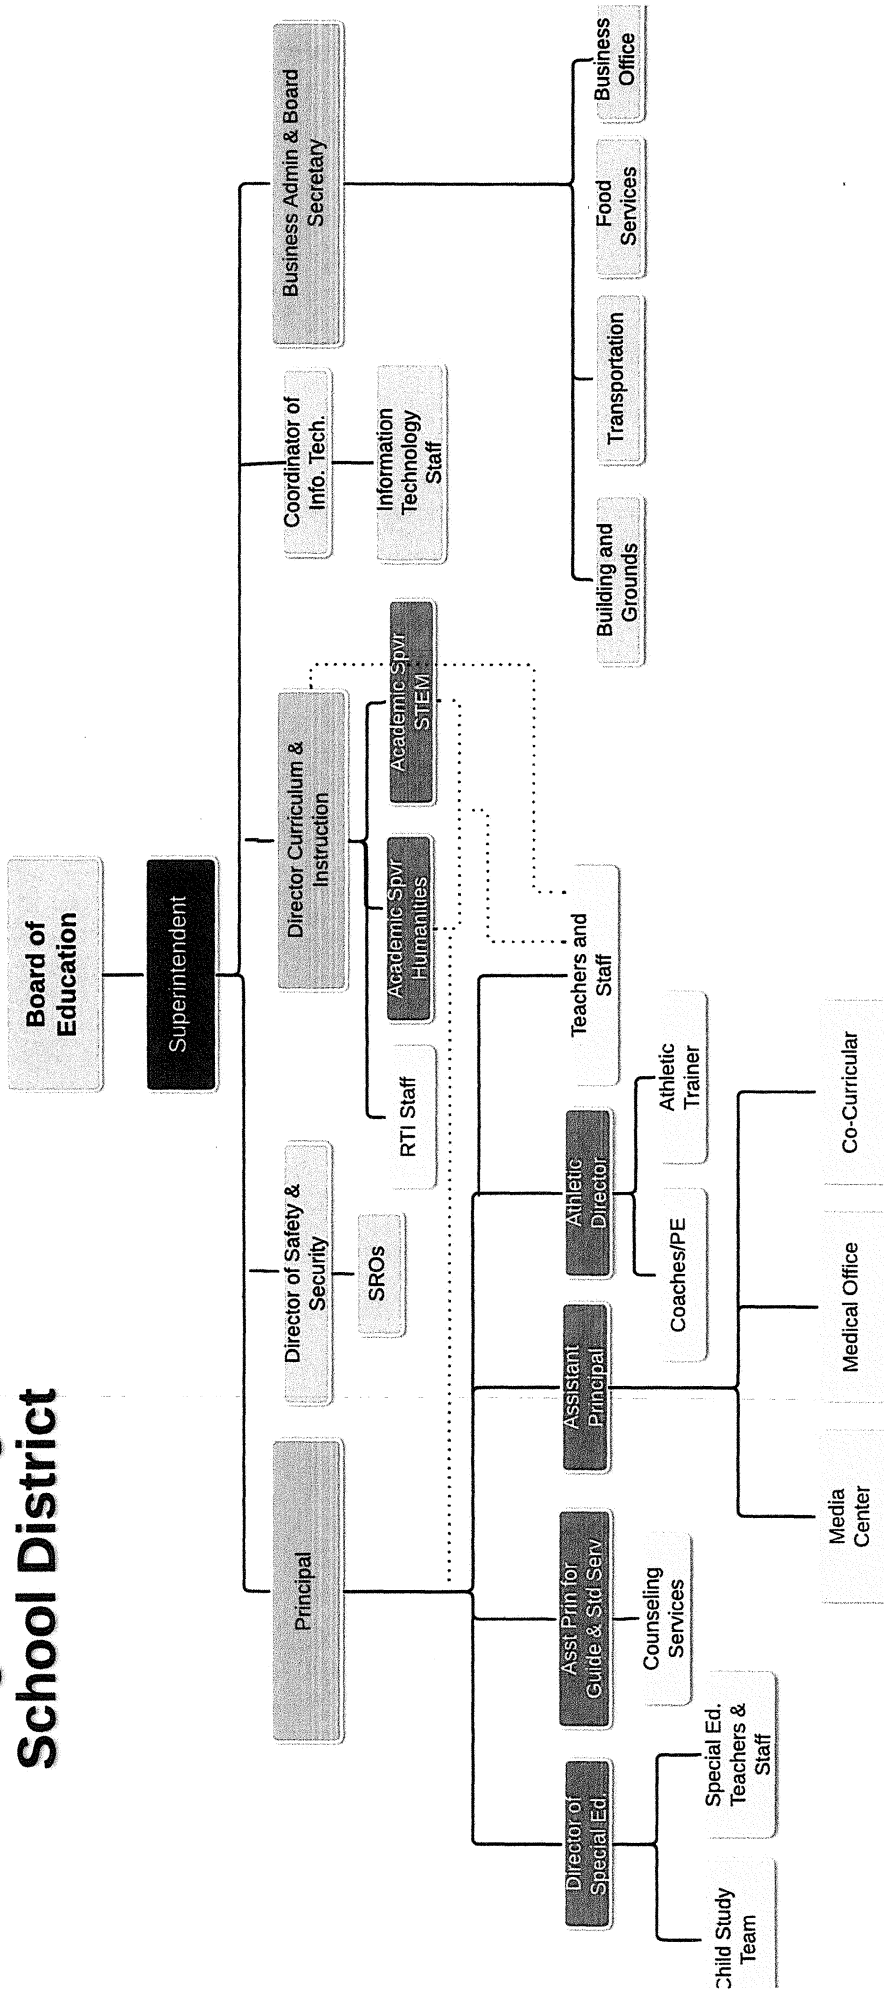 School District
Board of
Education
Superintendent
Principal
Director of Safety &
Security
SROs
Director Curriculum &
Instruction
RTI Staff
Academic Spvr
Humanities
Academic Spvr
STEM
Coordinator of
Info. Tech.
Information
Technology
Staff
Business Admin & Board
Secretary
Building and
Grounds
Transportation
Food
Services
Business
Office
Director of
Special Ed.
Child Study
Team
Special Ed.
Teachers &
Staff
Asst Prin for
Guide & Std Serv
Counseling
Services
Assistant
Principal
Media
Center
Medical Office
Co-Curricular
Athletic
Director
Coaches/PE
Athletic
Trainer
Teachers and
Staff